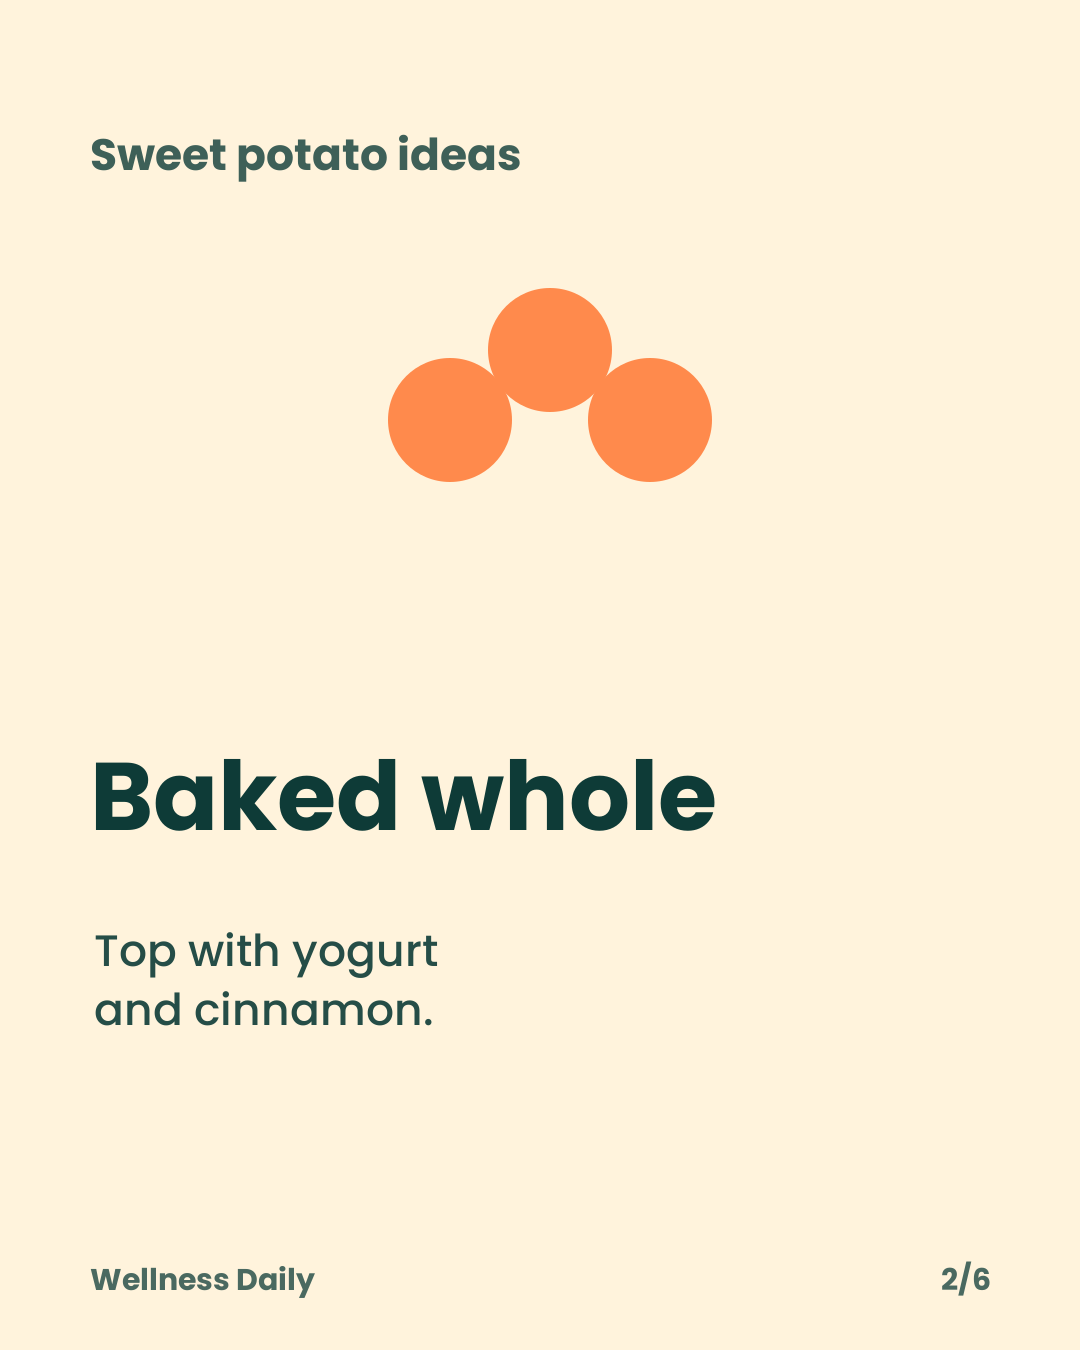 Sweet potato ideas
Baked whole
Top with yogurt
and cinnamon.
Wellness Daily
2/6